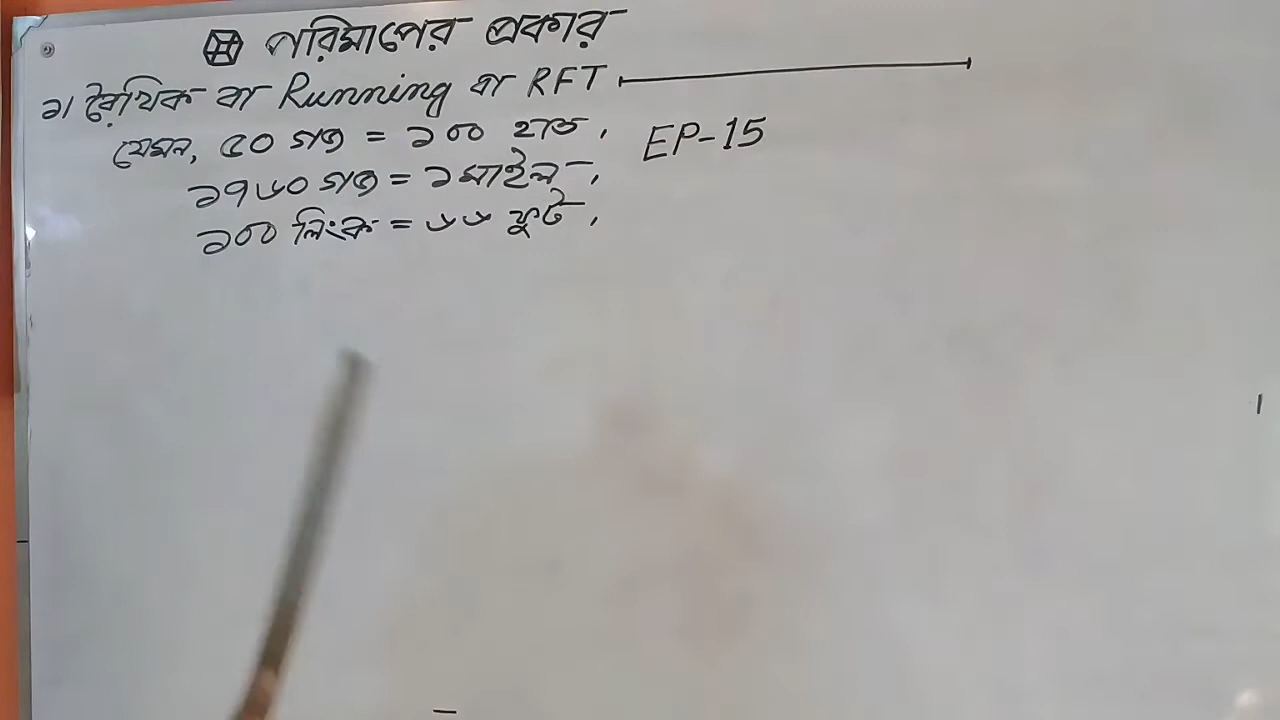 পরিমাপের প্রকার
১। রৈখিক বা Running বা RFT
যেমন, ৫০ গজ = ১০০ হাত,
EP-15
১৭৬০ গজ = ১ মাইল,
১০০ লিংক = ৬৬ ফুট,